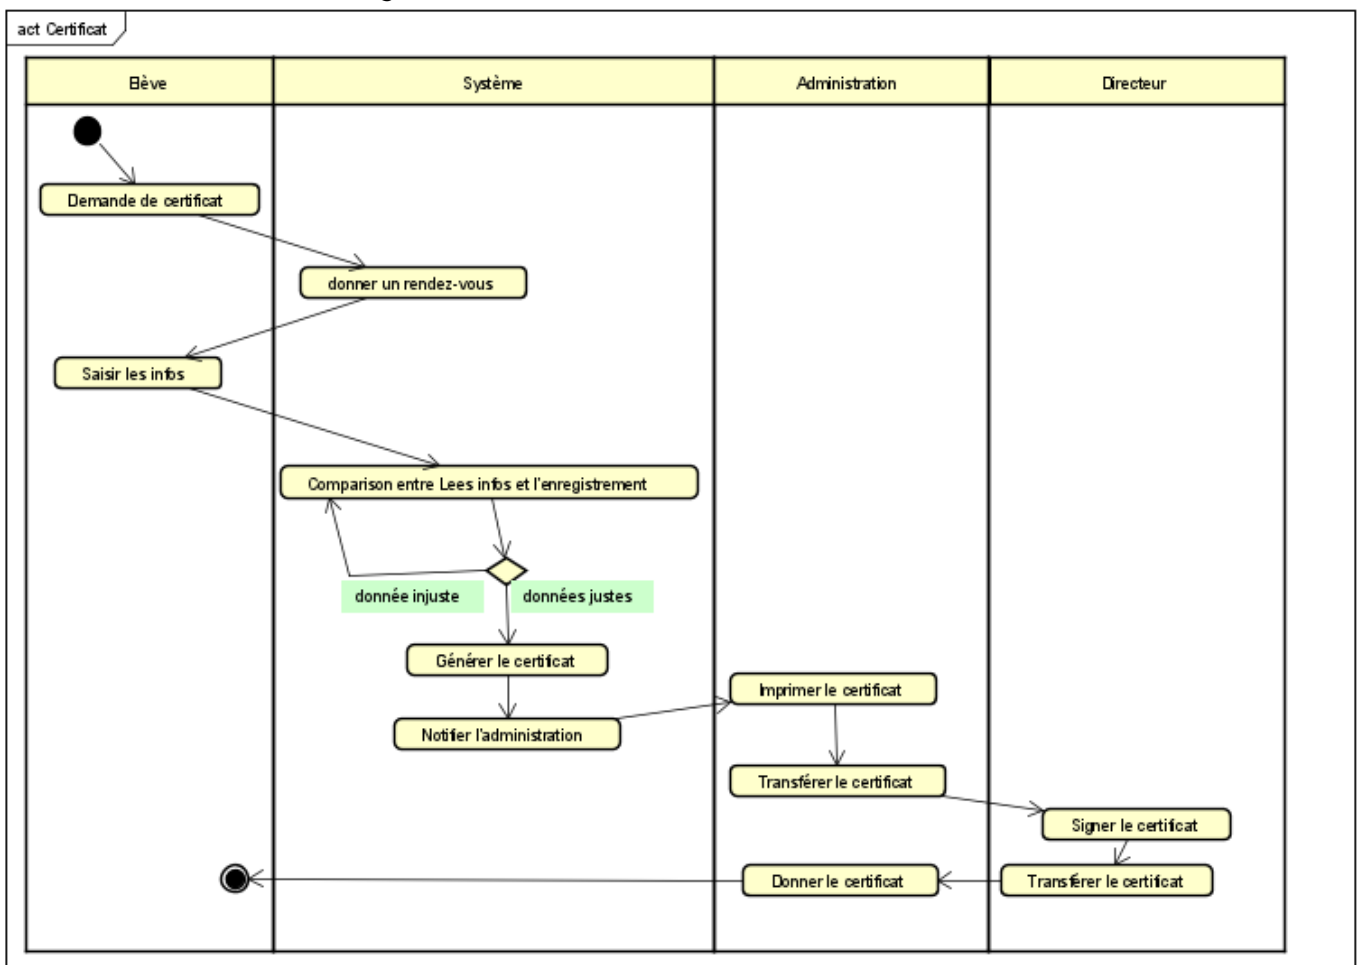 act Certificat
Elève
Système
Administration
Directeur
Demande de certificat
donner un rendez-vous
Saisir les infos
Comparison entre Lees infos et l'enregistrement
donnée injuste
données justes
Générer le certificat
Imprimer le certificat
Notifier l'administration
Transférer le certificat
Signer le certificat
Donner le certificat
Transférer le certificat